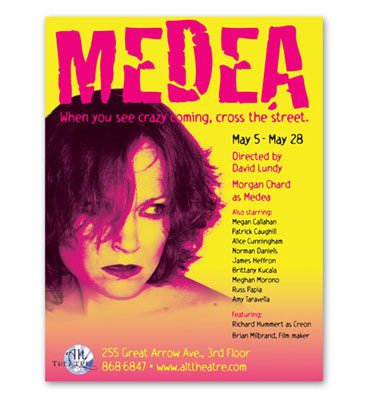 MEDEA
When you see crazy coming, cross the street.
May 5 - May 28
Directed by
David Lundy
Morgan Chard
as Medea
Also starring:
Megan Callahan
Patrick Caughill
Alice Cunningham
Norman Daniels
James Heffron
Brittany Kucala
Meghan Morono
Russ Papia
Amy Taravella
featuring:
Richard Hummert as Creon
Brian Milbrand, Film maker
Alt
THEATRE
255 Great Arrow Ave., 3rd Floor
868-6847 • www.alttheatre.com